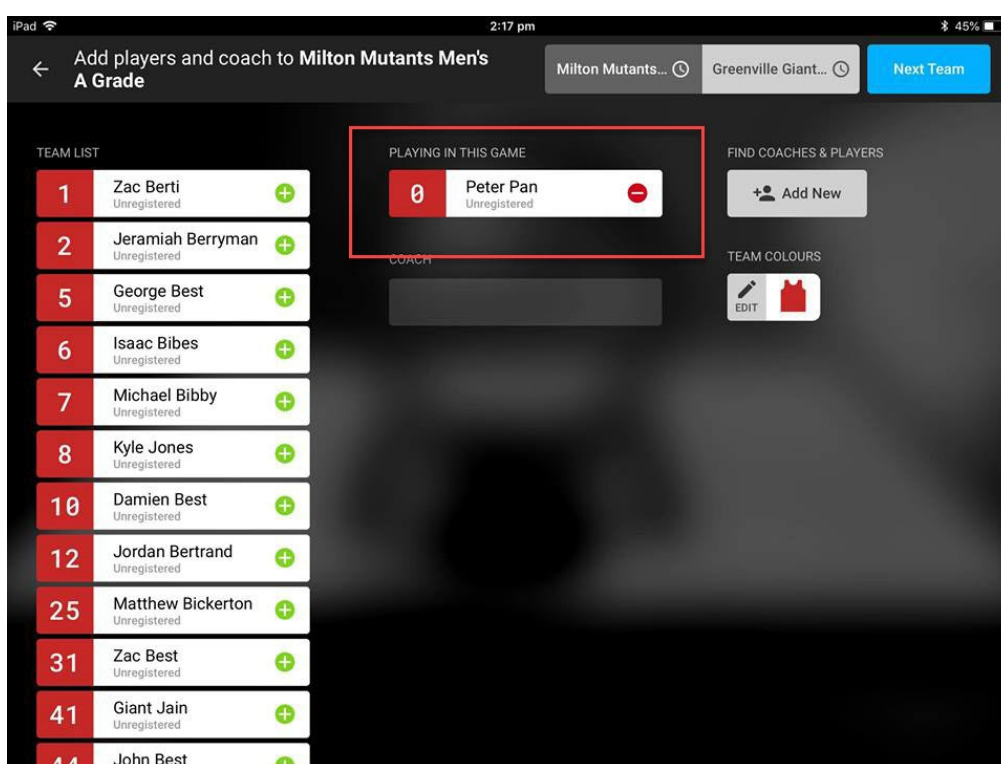 iPad
2:17 pm
45%
Add players and coach to Milton Mutants Men's
A Grade
Milton Mutants...
Greenville Giant...
Next Team
TEAM LIST
1
Zac Berti
Unregistered
2
Jeramiah Berryman
Unregistered
5
George Best
Unregistered
6
Isaac Bibes
Unregistered
7
Michael Bibby
Unregistered
8
Kyle Jones
Unregistered
10
Damien Best
Unregistered
12
Jordan Bertrand
Unregistered
25
Matthew Bickerton
Unregistered
31
Zac Best
Unregistered
41
Giant Jain
Unregistered
44
John Best
PLAYING IN THIS GAME
0
Peter Pan
Unregistered
COACH
FIND COACHES & PLAYERS
Add New
TEAM COLOURS
EDIT